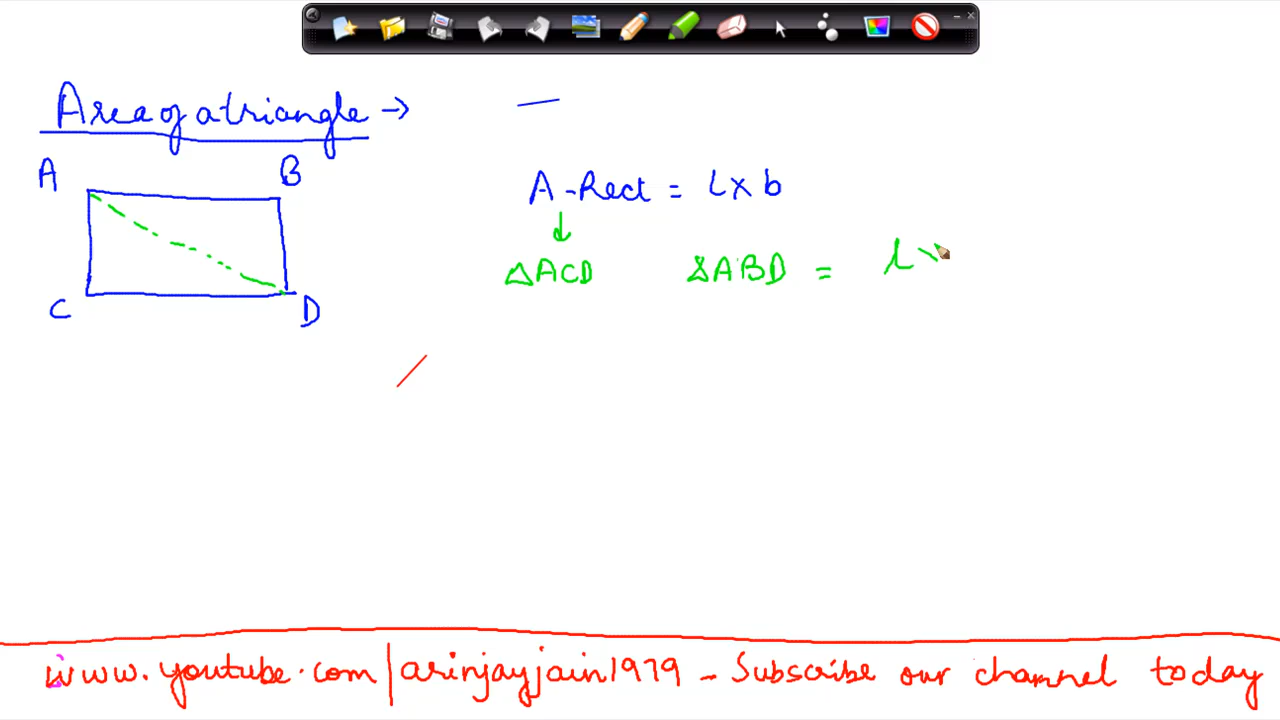 Area of a triangle →
A B
A - Rect = l x b
↓
△ACD △ABD = l x
C D
www.youtube.com/arinjayjain1979 - Subscribe our channel today